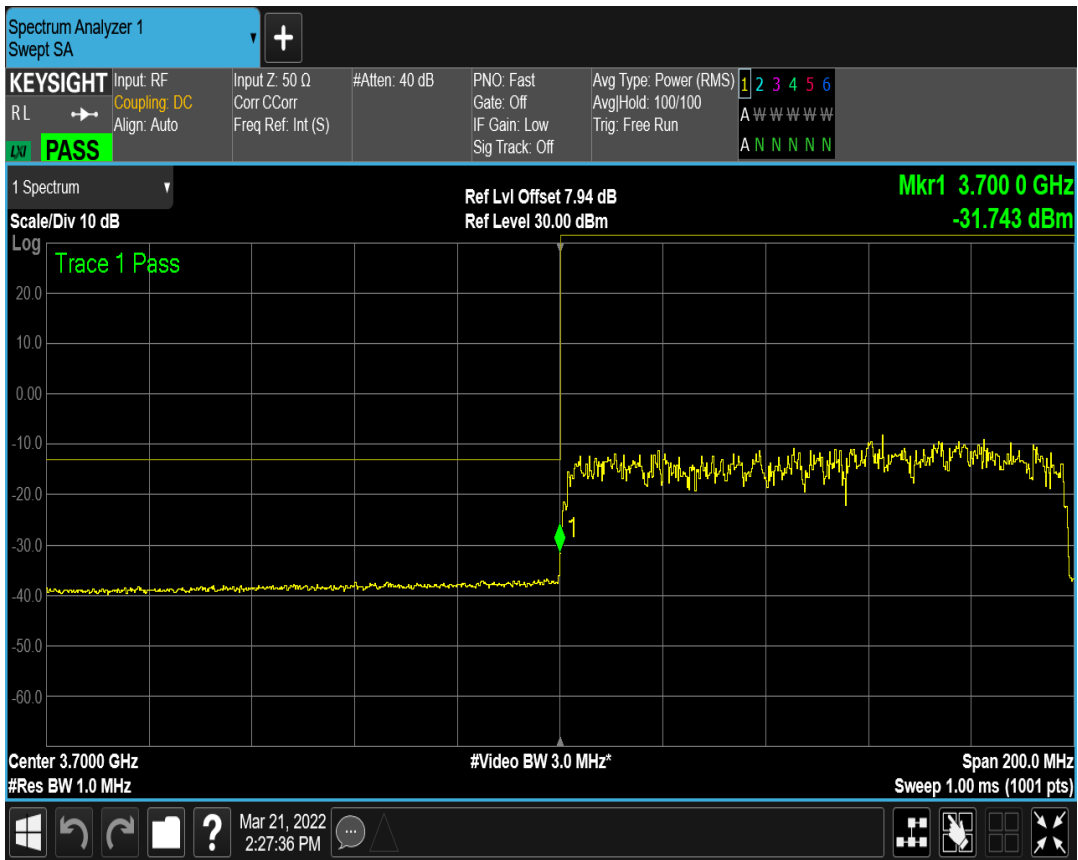 Spectrum Analyzer 1
Swept SA
+
KEYSIGHT
RL
LXI PASS
Input: RF
Coupling: DC
Align: Auto
Input Z: 50 Ω
Corr CCorr
Freq Ref: Int (S)
#Atten: 40 dB
PNO: Fast
Gate: Off
IF Gain: Low
Sig Track: Off
Avg Type: Power (RMS)
Avg|Hold: 100/100
Trig: Free Run
1 2 3 4 5 6
A W W W W W
A N N N N N
1 Spectrum
Scale/Div 10 dB
Ref Lvl Offset 7.94 dB
Ref Level 30.00 dBm
Mkr1 3.700 0 GHz
-31.743 dBm
Log
Trace 1 Pass
20.0
10.0
0.00
-10.0
-20.0
-30.0
-40.0
-50.0
-60.0
1
Center 3.7000 GHz
#Res BW 1.0 MHz
#Video BW 3.0 MHz*
Span 200.0 MHz
Sweep 1.00 ms (1001 pts)
?
Mar 21, 2022
2:27:36 PM